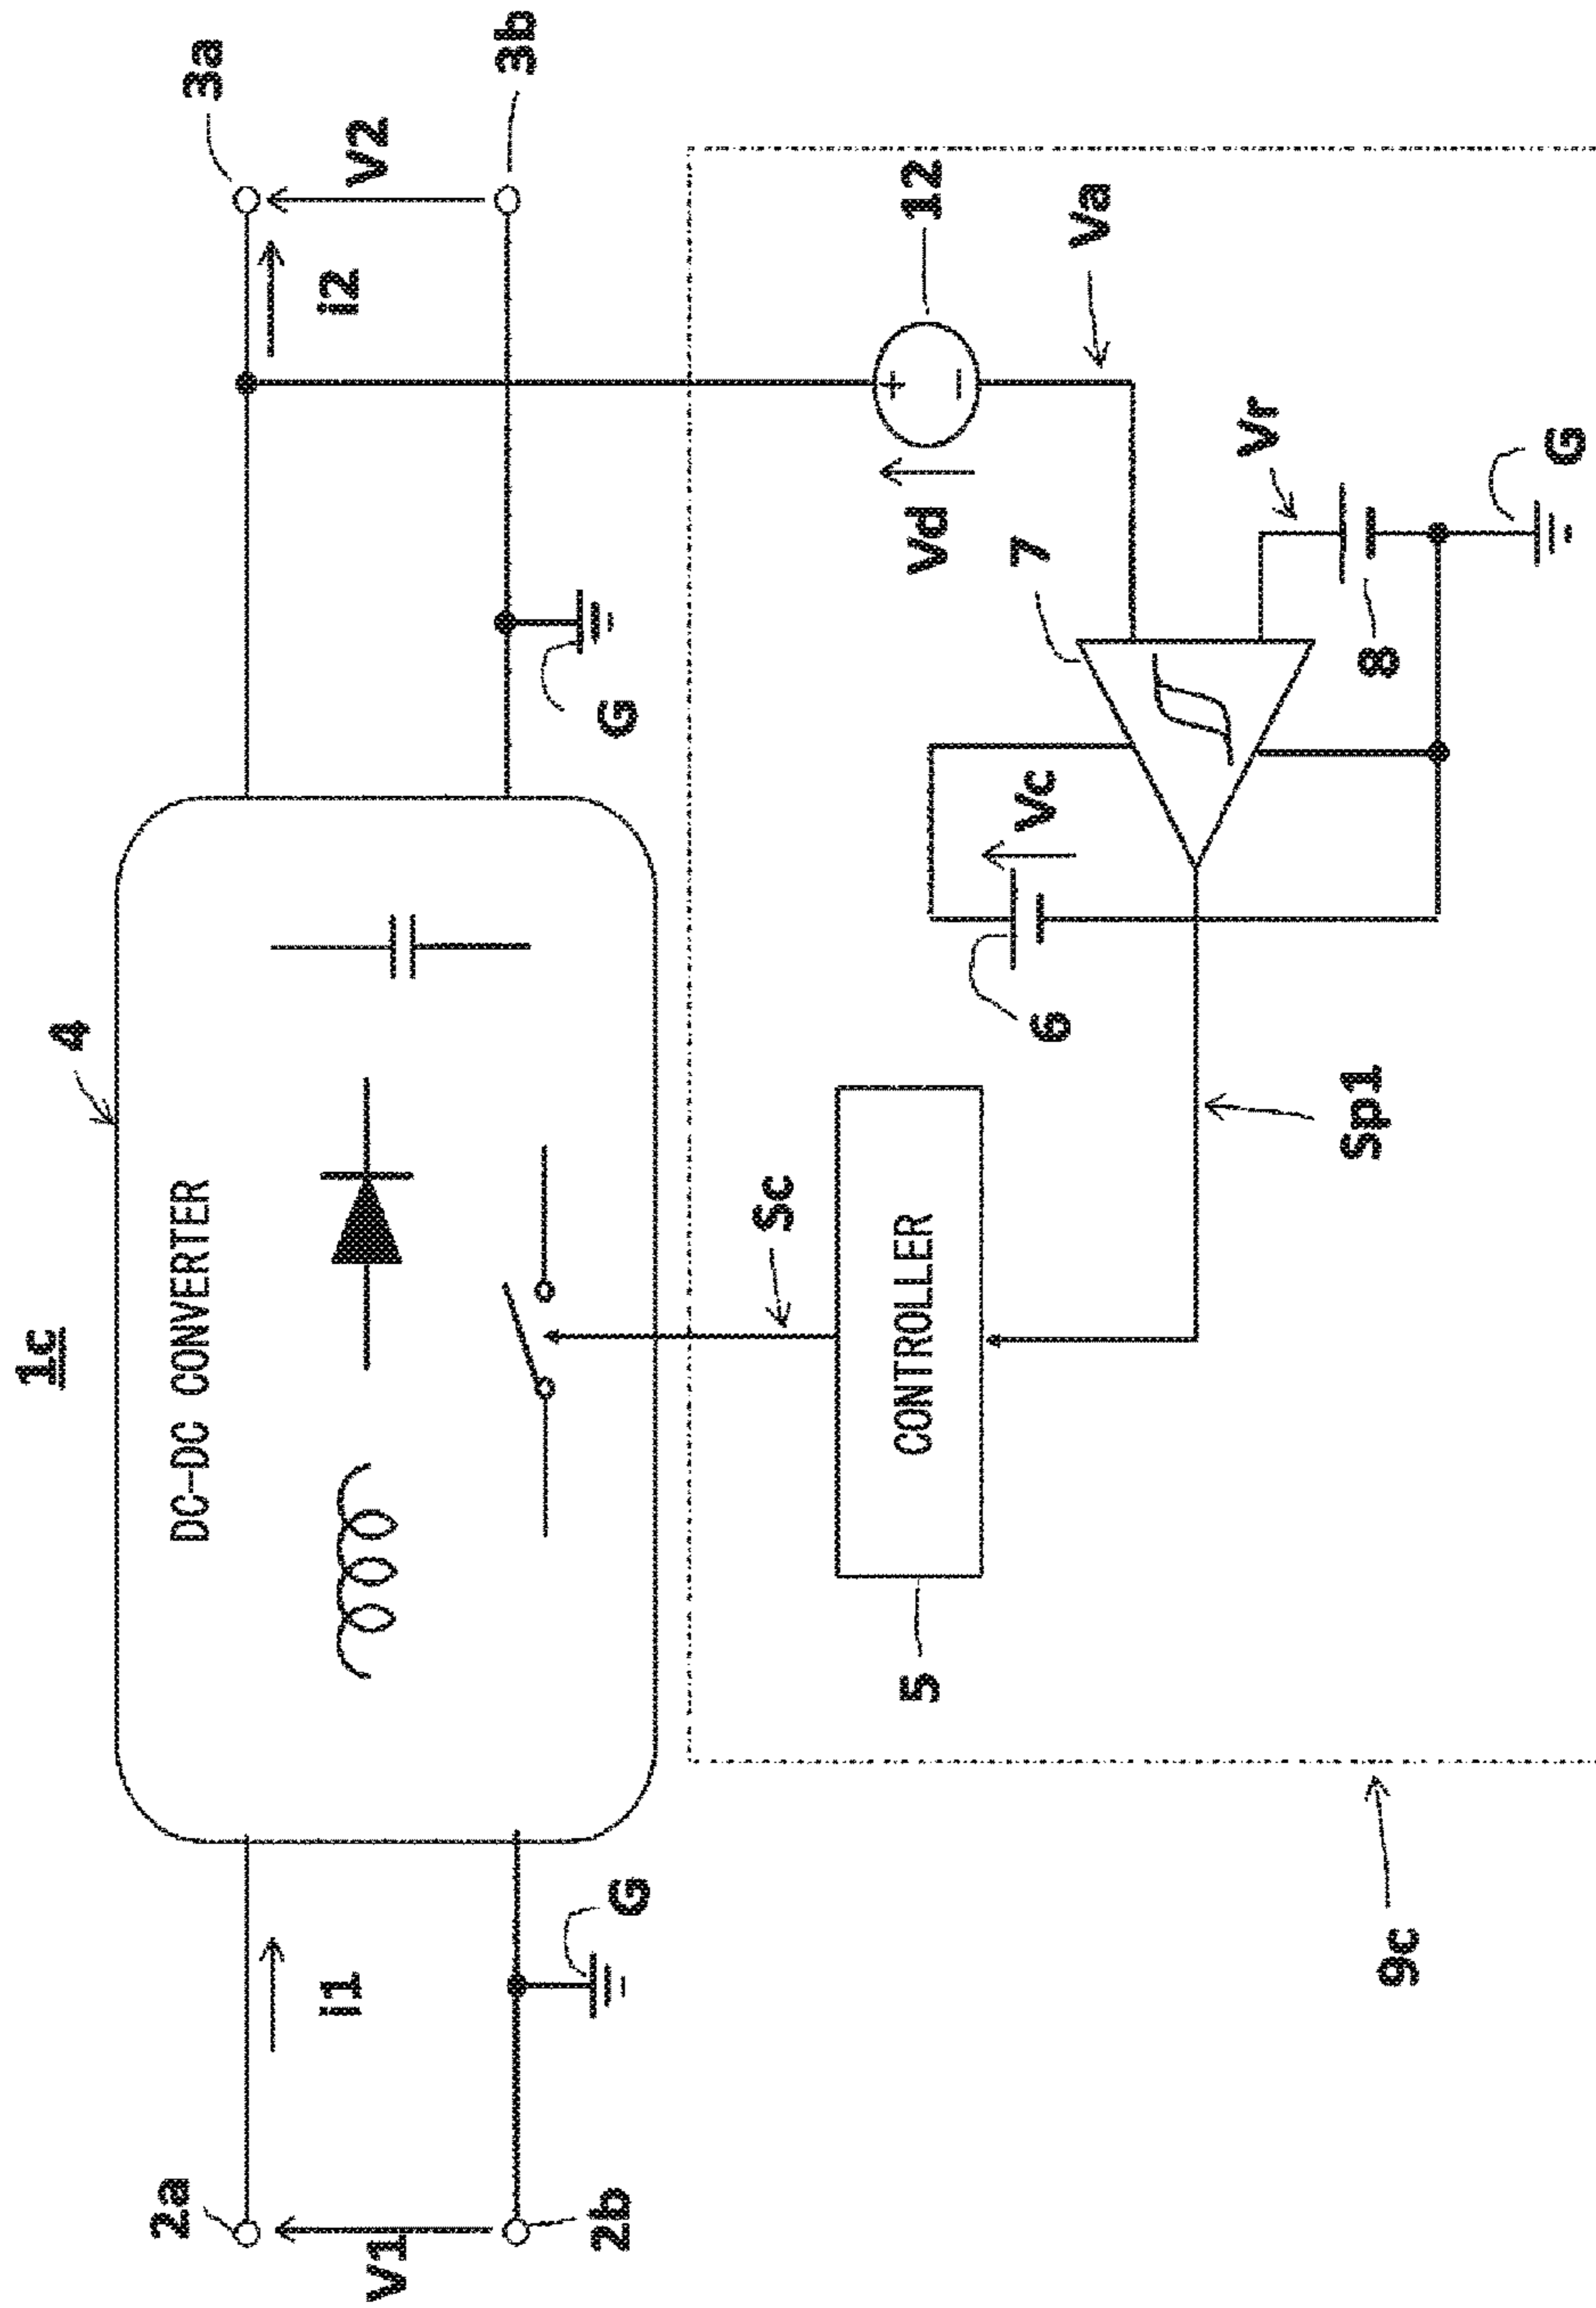 1c
4
DC-DC CONVERTER
2a
V1
2b
i1
G
3a
V2
3b
i2
G
Sc
CONTROLLER
5
6
Vc
7
Vd
12
Va
Vr
8
G
Sp1
9c